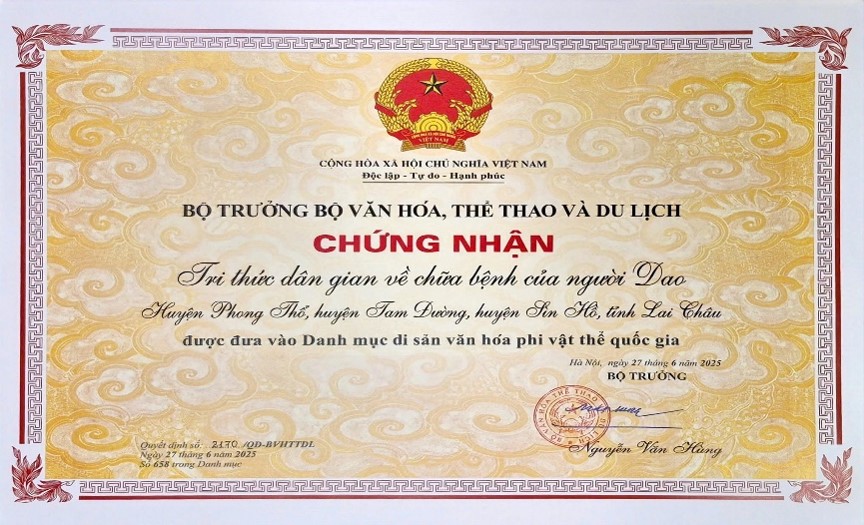 VIỆT NAM
CỘNG HÒA XÃ HỘI CHỦ NGHĨA VIỆT NAM
Độc lập - Tự do - Hạnh phúc
BỘ TRƯỞNG BỘ VĂN HÓA, THỂ THAO VÀ DU LỊCH
CHỨNG NHẬN
Tri thức dân gian về chữa bệnh của người Dao
Huyện Phong Thổ, huyện Tam Đường, huyện Sìn Hồ, tỉnh Lai Châu
được đưa vào Danh mục di sản văn hóa phi vật thể quốc gia
Hà Nội, ngày 27 tháng 6 năm 2025
BỘ TRƯỞNG
Nguyễn Văn Hùng
Quyết định số: 2170 /QĐ-BVHTTDL
Ngày 27 tháng 6 năm 2025
Số 658 trong Danh mục